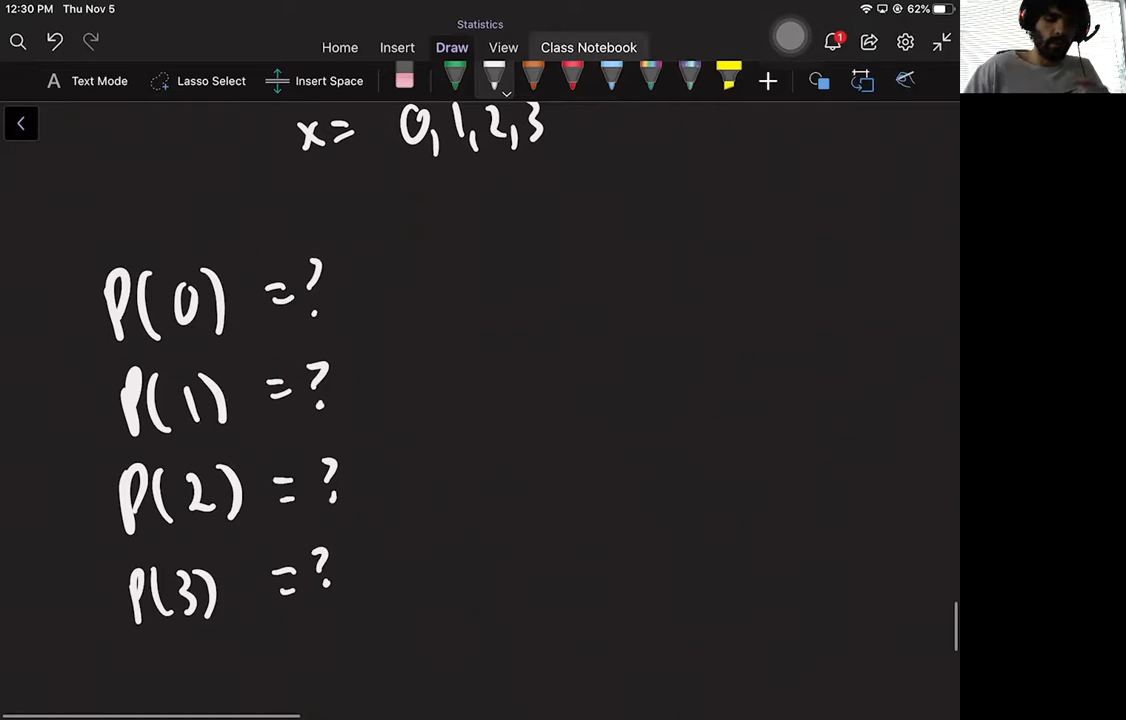 12:30 PM Thu Nov 5
62%
Statistics
Home Insert Draw View Class Notebook
1
A Text Mode Lasso Select Insert Space
x= 0, 1, 2, 3
P(0) =?
P(1) =?
P(2) =?
P(3) =?